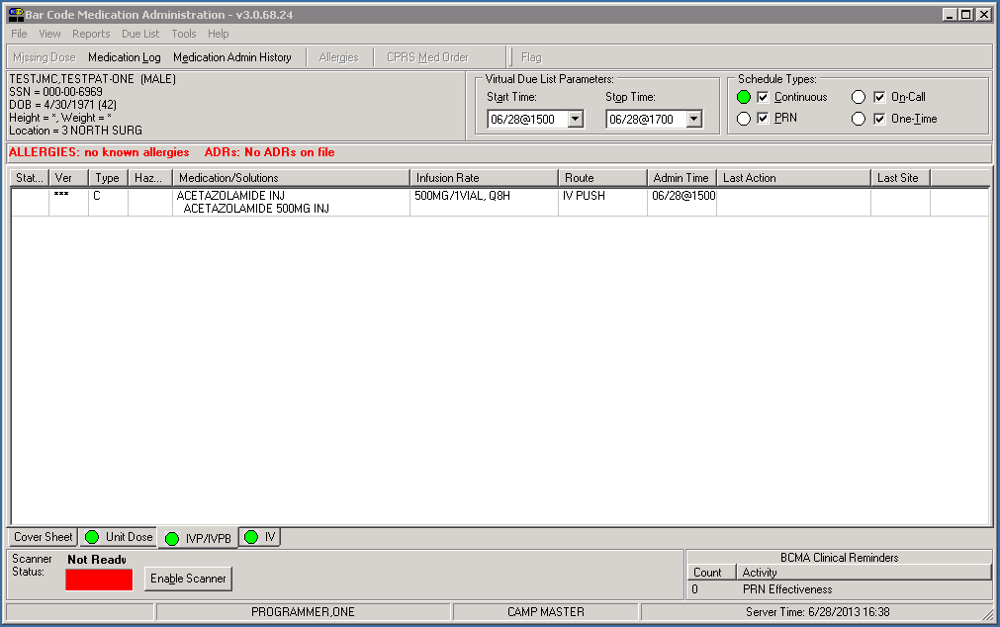 Bar Code Medication Administration - v3.0.68.24
File View Reports Due List Tools Help
Missing Dose Medication Log Medication Admin History Allergies CPRS Med Order Flag
TESTJMC,TESTPAT-ONE (MALE)
SSN = 000-00-6969
DOB = 4/30/1971 (42)
Height = *, Weight = *
Location = 3 NORTH SURG
Virtual Due List Parameters:
Start Time: Stop Time:
06/28@1500 06/28@1700
Schedule Types:
Continuous On-Call
PRN One-Time
ALLERGIES: no known allergies ADRs: No ADRs on file
Stat... Ver Type Haz... Medication/Solutions Infusion Rate Route Admin Time Last Action Last Site
*** C ACETAZOLAMIDE INJ 500MG/1VIAL, Q8H IV PUSH 06/28@1500
ACETAZOLAMIDE 500MG INJ
Cover Sheet Unit Dose IVP/IVPB IV
Scanner Status: Not Ready
Enable Scanner
BCMA Clinical Reminders
Count Activity
0 PRN Effectiveness
PROGRAMMER,ONE CAMP MASTER Server Time: 6/28/2013 16:38